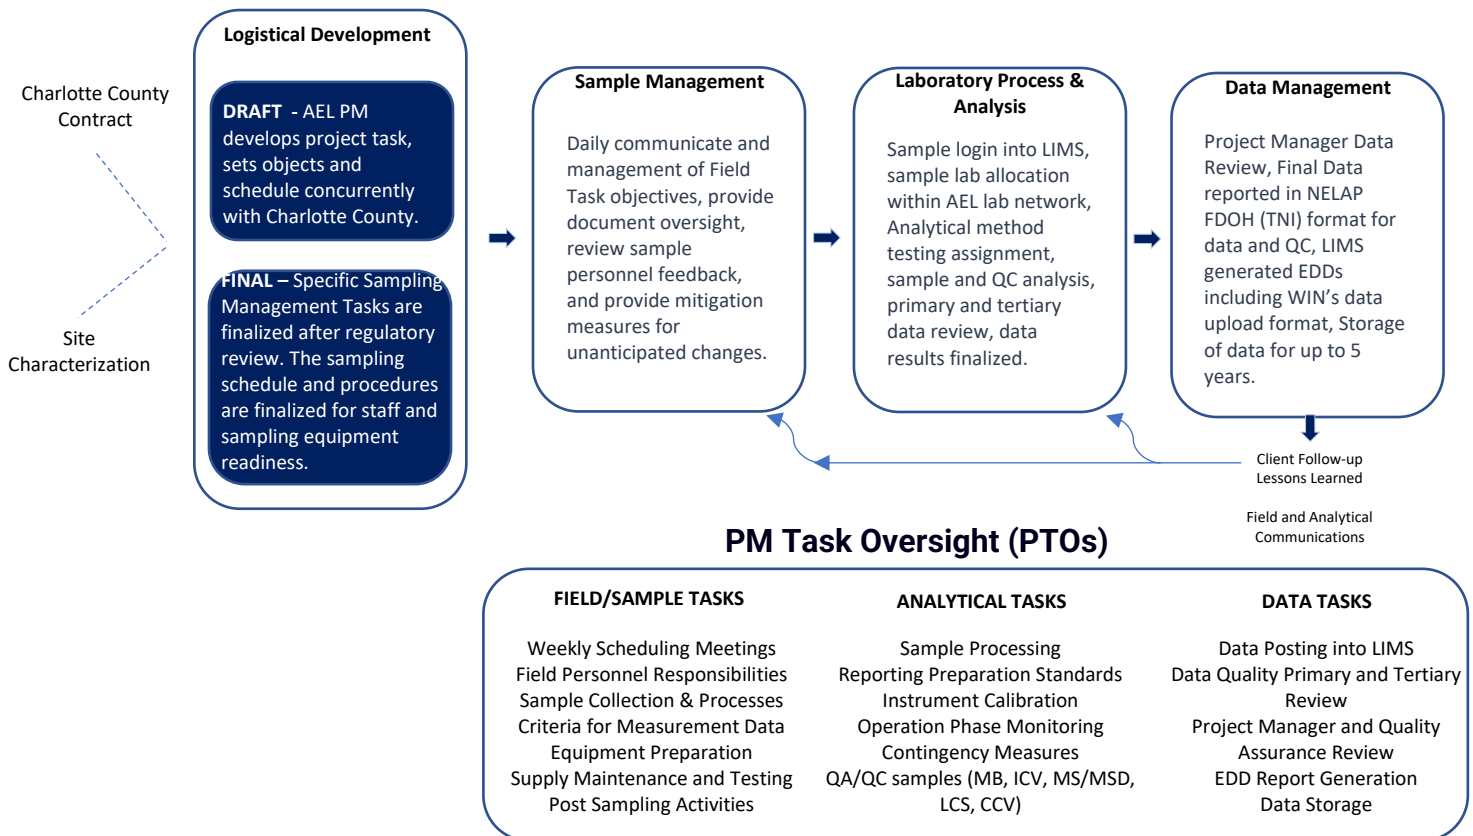 Charlotte County
Contract
Site
Characterization
Logistical Development
DRAFT - AEL PM
develops project task,
sets objects and
schedule concurrently
with Charlotte County.
FINAL – Specific Sampling
Management Tasks are
finalized after regulatory
review. The sampling
schedule and procedures
are finalized for staff and
sampling equipment
readiness.
Sample Management
Daily communicate and
management of Field
Task objectives, provide
document oversight,
review sample
personnel feedback,
and provide mitigation
measures for
unanticipated changes.
Laboratory Process &
Analysis
Sample login into LIMS,
sample lab allocation
within AEL lab network,
Analytical method
testing assignment,
sample and QC analysis,
primary and tertiary
data review, data
results finalized.
Data Management
Project Manager Data
Review, Final Data
reported in NELAP
FDOH (TNI) format for
data and QC, LIMS
generated EDDs
including WIN’s data
upload format, Storage
of data for up to 5
years.
Client Follow-up
Lessons Learned
Field and Analytical
Communications
PM Task Oversight (PTOs)
FIELD/SAMPLE TASKS
Weekly Scheduling Meetings
Field Personnel Responsibilities
Sample Collection & Processes
Criteria for Measurement Data
Equipment Preparation
Supply Maintenance and Testing
Post Sampling Activities
ANALYTICAL TASKS
Sample Processing
Reporting Preparation Standards
Instrument Calibration
Operation Phase Monitoring
Contingency Measures
QA/QC samples (MB, ICV, MS/MSD,
LCS, CCV)
DATA TASKS
Data Posting into LIMS
Data Quality Primary and Tertiary
Review
Project Manager and Quality
Assurance Review
EDD Report Generation
Data Storage